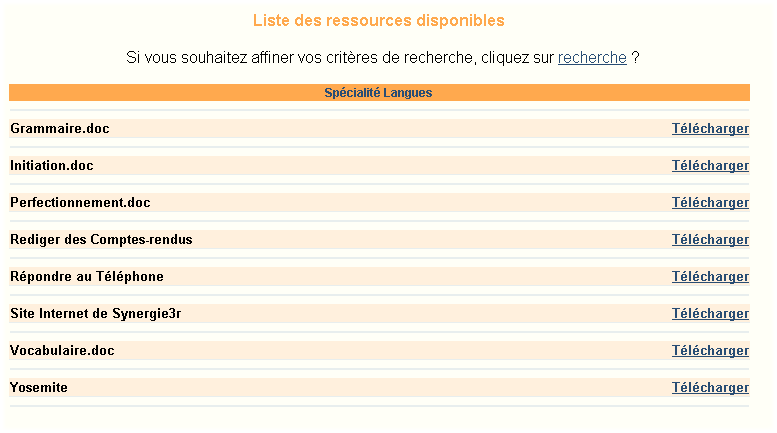 Liste des ressources disponibles
Si vous souhaitez affiner vos critères de recherche, cliquez sur recherche ?
Spécialité Langues
Grammaire.doc Télécharger
Initiation.doc Télécharger
Perfectionnement.doc Télécharger
Rediger des Comptes-rendus Télécharger
Répondre au Téléphone Télécharger
Site Internet de Synergie3r Télécharger
Vocabulaire.doc Télécharger
Yosemite Télécharger